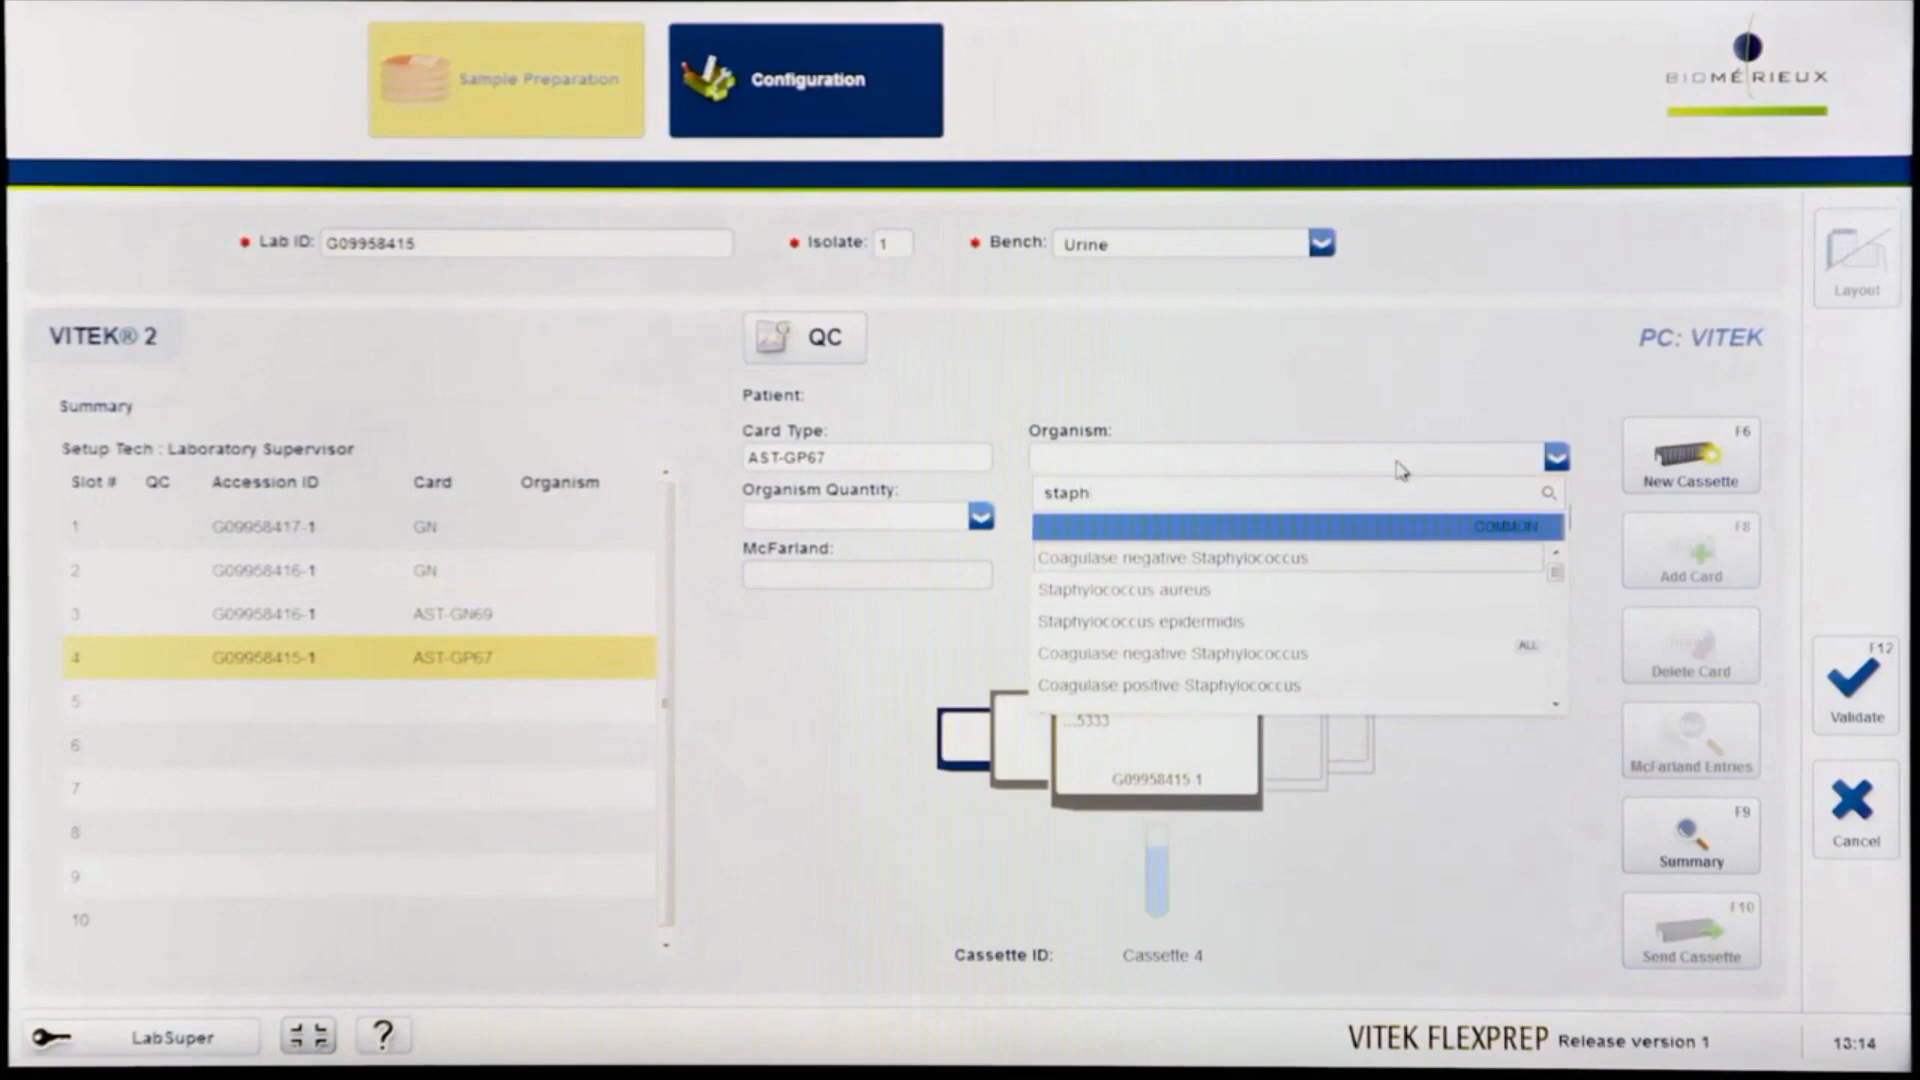 Sample Preparation
Configuration
BIOMÉRIEUX
Lab ID: G09958415
Isolate: 1
Bench: Urine
Layout
VITEK® 2
QC
PC: VITEK
Summary
Patient:
Card Type:
AST-GP67
Organism:
Setup Tech : Laboratory Supervisor
Slot # QC Accession ID Card Organism
1 G09958417-1 GN
2 G09958416-1 GN
3 G09958416-1 AST-GN69
4 G09958415-1 AST-GP67
5
6
7
8
9
10
Organism Quantity:
McFarland:
staph
COMMON
Coagulase negative Staphylococcus
Staphylococcus aureus
Staphylococcus epidermidis
ALL
Coagulase negative Staphylococcus
Coagulase positive Staphylococcus
...5333
G09958415-1
Cassette ID: Cassette 4
F6
New Cassette
F8
Add Card
Delete Card
McFarland Entries
F9
Summary
F10
Send Cassette
F12
Validate
Cancel
LabSuper
?
VITEK FLEXPREP Release version 1
13:14